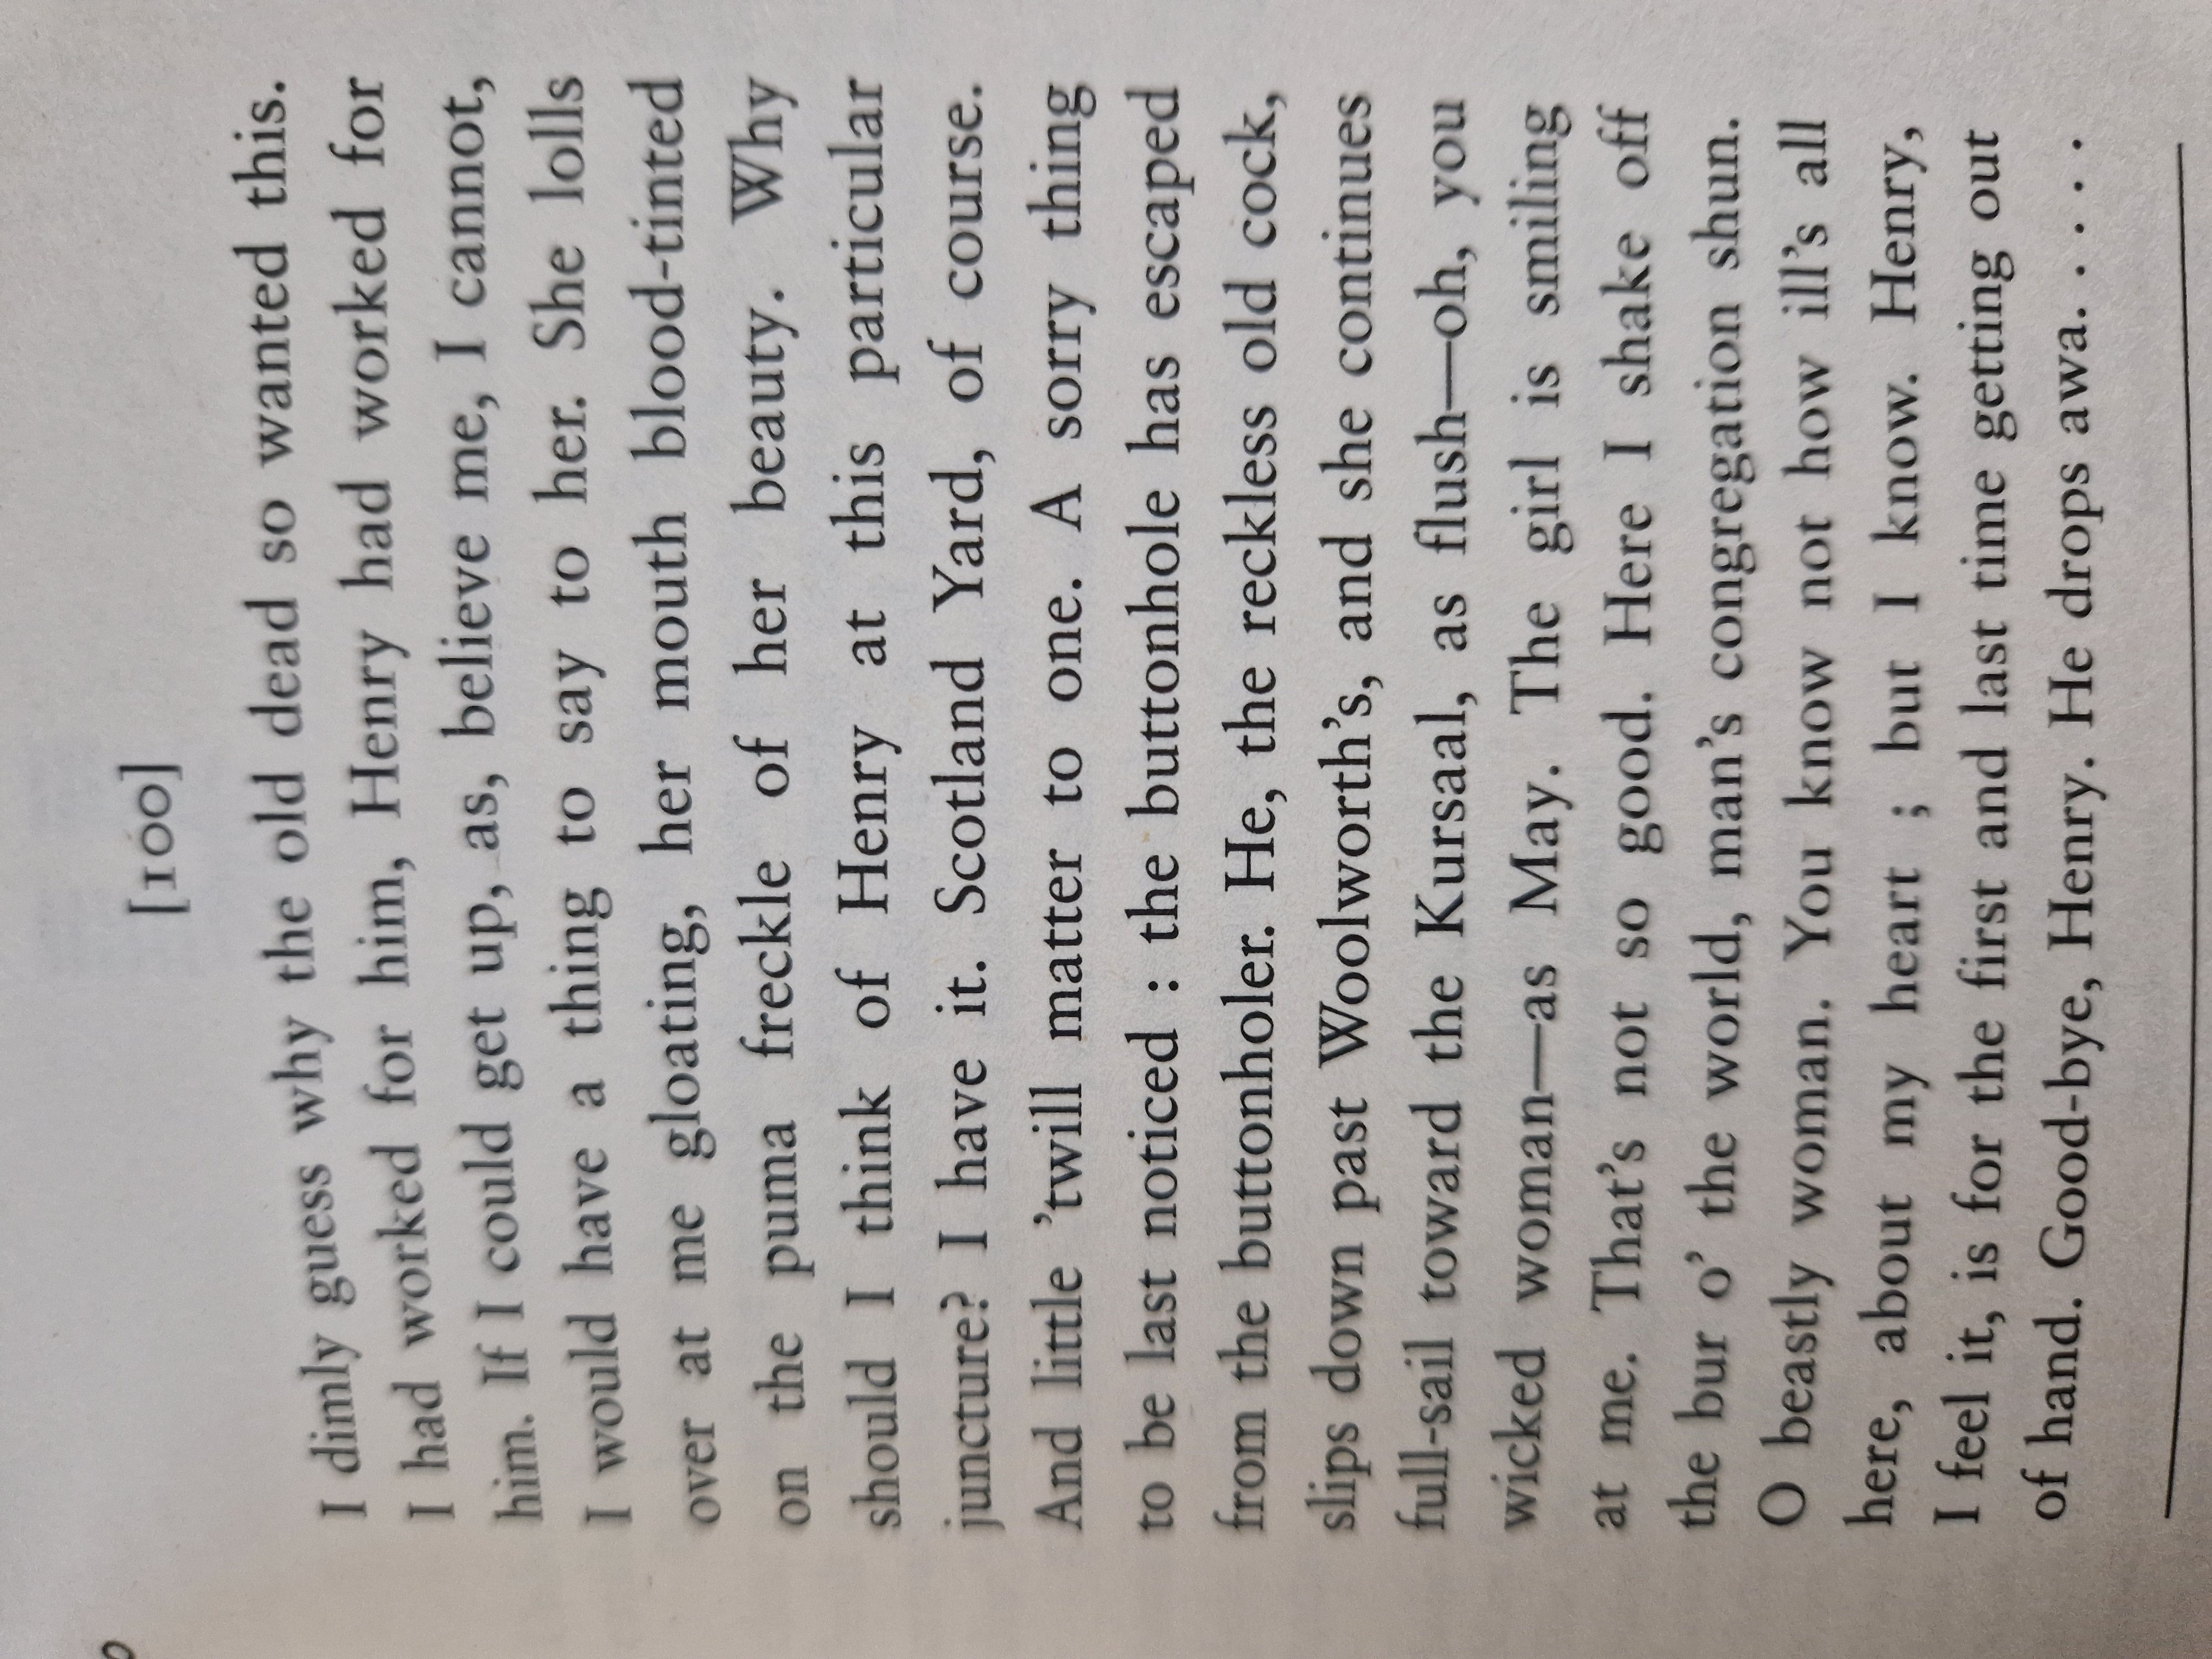 [100]
I dimly guess why the old dead so wanted this.
I had worked for him, Henry had worked for
him. If I could get up, as, believe me, I cannot,
I would have a thing to say to her. She lolls
over at me gloating, her mouth blood-tinted
on the puma freckle of her beauty. Why
should I think of Henry at this particular
juncture? I have it. Scotland Yard, of course.
And little ’twill matter to one. A sorry thing
to be last noticed : the buttonhole has escaped
from the buttonholer. He, the reckless old cock,
slips down past Woolworth’s, and she continues
full-sail toward the Kursaal, as flush—oh, you
wicked woman—as May. The girl is smiling
at me. That’s not so good. Here I shake off
the bur o’ the world, man’s congregation shun.
O beastly woman. You know not how ill’s all
here, about my heart ; but I know. Henry,
I feel it, is for the first and last time getting out
of hand. Good-bye, Henry. He drops awa. . . . .